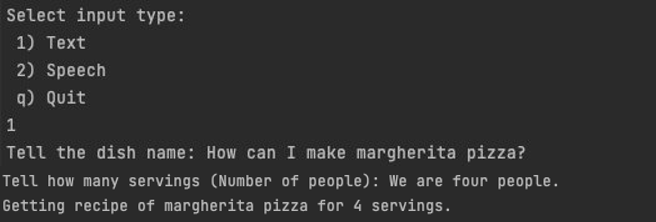 Select input type:
1) Text
2) Speech
q) Quit
1
Tell the dish name: How can I make margherita pizza?
Tell how many servings (Number of people): We are four people.
Getting recipe of margherita pizza for 4 servings.